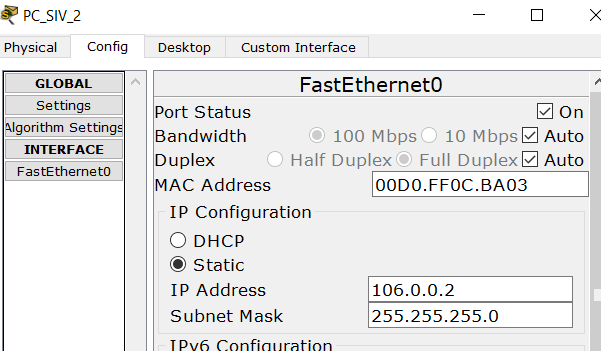 PC_SIV_2
Physical Config Desktop Custom Interface
GLOBAL
Settings
Algorithm Settings
INTERFACE
FastEthernet0
FastEthernet0
Port Status On
Bandwidth 100 Mbps 10 Mbps Auto
Duplex Half Duplex Full Duplex Auto
MAC Address 00D0.FF0C.BA03
IP Configuration
DHCP
Static
IP Address 106.0.0.2
Subnet Mask 255.255.255.0
IPv6 Configuration